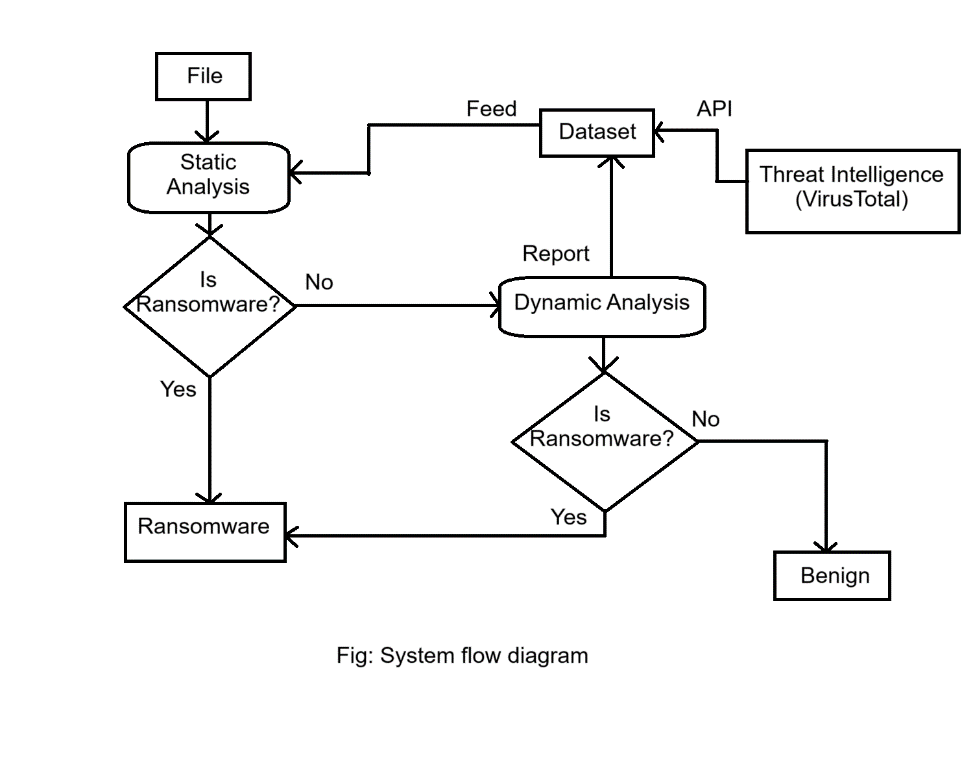 File
Feed
API
Dataset
Static
Analysis
Threat Intelligence
(VirusTotal)
Report
Is
Ransomware?
No
Dynamic Analysis
Yes
Is
Ransomware?
No
Yes
Ransomware
Benign
Fig: System flow diagram